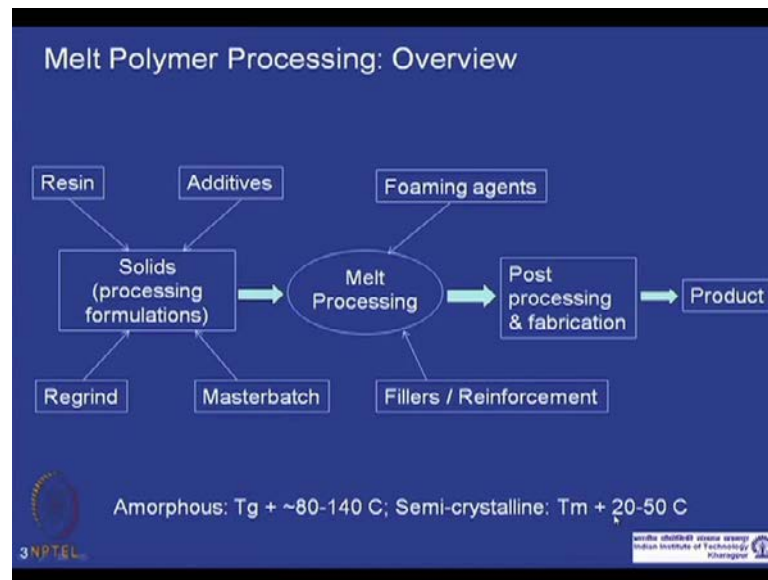 Melt Polymer Processing: Overview
Resin
Additives
Foaming agents
Solids
(processing
formulations)
Melt
Processing
Post
processing
& fabrication
Product
Regrind
Masterbatch
Fillers / Reinforcement
Amorphous: Tg + ~80-140 C; Semi-crystalline: Tm + 20-50 C
3
NPTEL
Indian Institute of Technology
Kharagpur